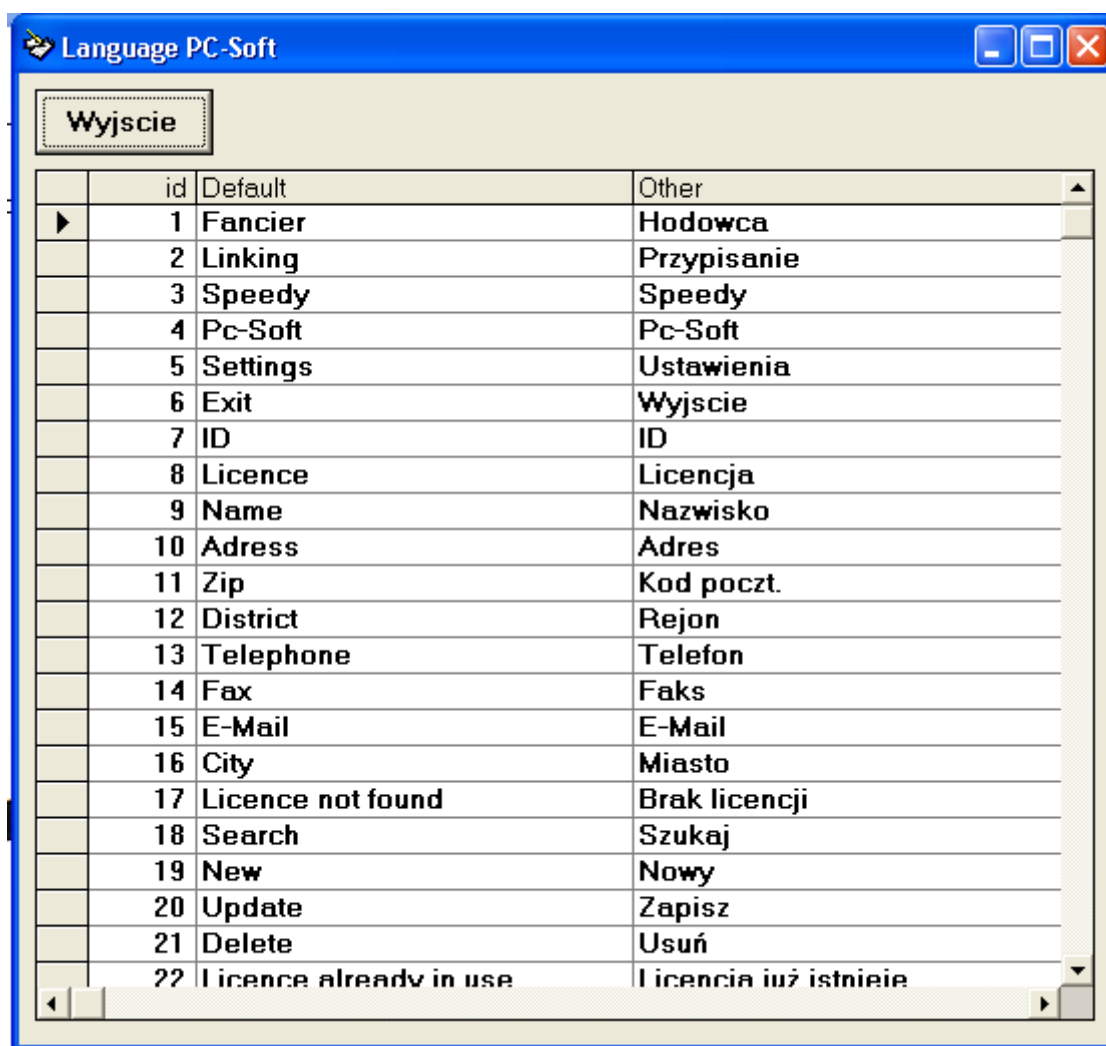 Language PC-Soft
Wyjscie
id Default Other
1 Fancier Hodowca
2 Linking Przypisanie
3 Speedy Speedy
4 Pc-Soft Pc-Soft
5 Settings Ustawienia
6 Exit Wyjscie
7 ID ID
8 Licence Licencja
9 Name Nazwisko
10 Adress Adres
11 Zip Kod poczt.
12 District Rejon
13 Telephone Telefon
14 Fax Faks
15 E-Mail E-Mail
16 City Miasto
17 Licence not found Brak licencji
18 Search Szukaj
19 New Nowy
20 Update Zapisz
21 Delete Usuń
22 Licence already in use Licencja już istnieje